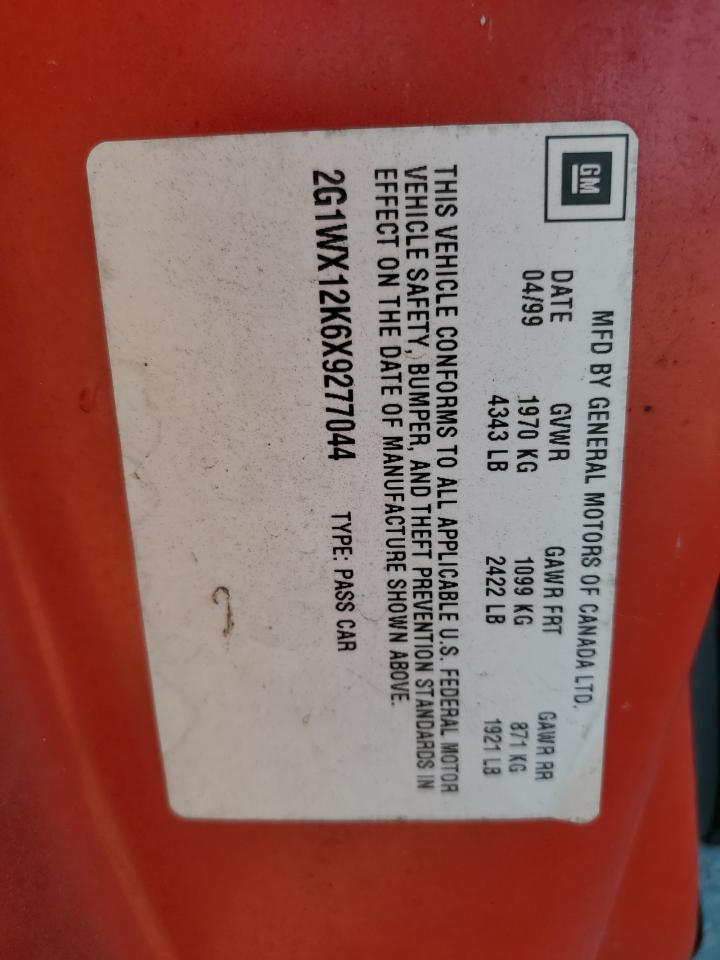 GM
MFD BY GENERAL MOTORS OF CANADA LTD.
DATE GVWR GAWR FRT GAWR RR
04/99 1970 KG 1099 KG 871 KG
4343 LB 2422 LB 1921 LB
THIS VEHICLE CONFORMS TO ALL APPLICABLE U.S. FEDERAL MOTOR
VEHICLE SAFETY, BUMPER, AND THEFT PREVENTION STANDARDS IN
EFFECT ON THE DATE OF MANUFACTURE SHOWN ABOVE.
2G1WX12K6X9277044 TYPE: PASS CAR